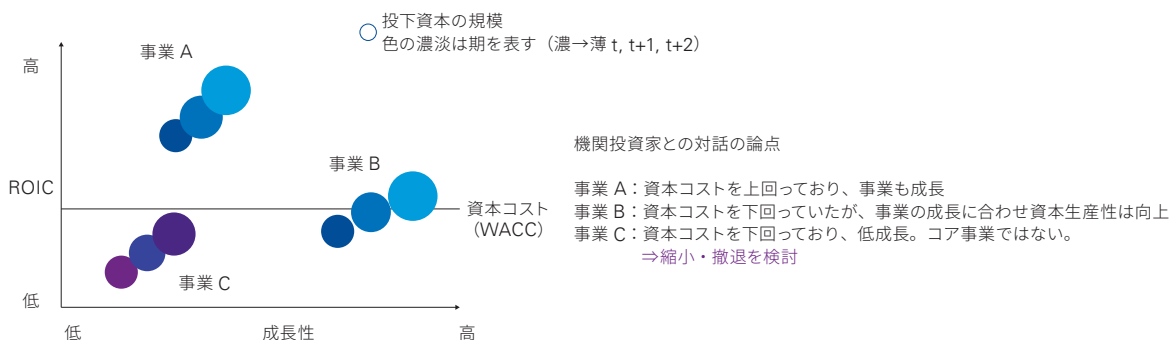 投下資本の規模
色の濃淡は期を表す（濃→薄 t, t+1, t+2）
高
事業 A
事業 B
ROIC
資本コスト
（WACC）
事業 C
低
低
成長性
高
機関投資家との対話の論点
事業 A：資本コストを上回っており、事業も成長
事業 B：資本コストを下回っていたが、事業の成長に合わせ資本生産性は向上
事業 C：資本コストを下回っており、低成長。コア事業ではない。
⇒縮小・撤退を検討